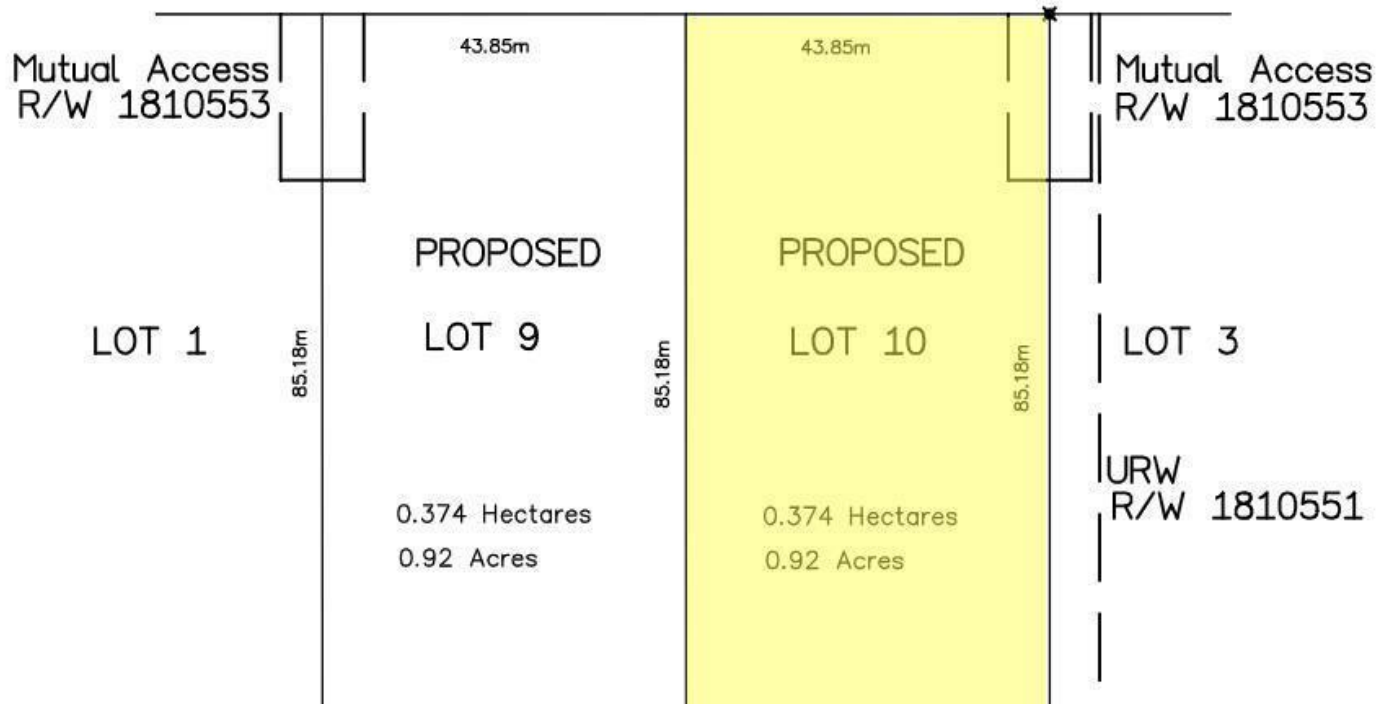 43.85m
43.85m
Mutual Access
R/W 1810553
Mutual Access
R/W 1810553
PROPOSED
PROPOSED
LOT 1
LOT 9
LOT 10
LOT 3
85.18m
85.18m
85.18m
URW
R/W 1810551
0.374 Hectares
0.92 Acres
0.374 Hectares
0.92 Acres